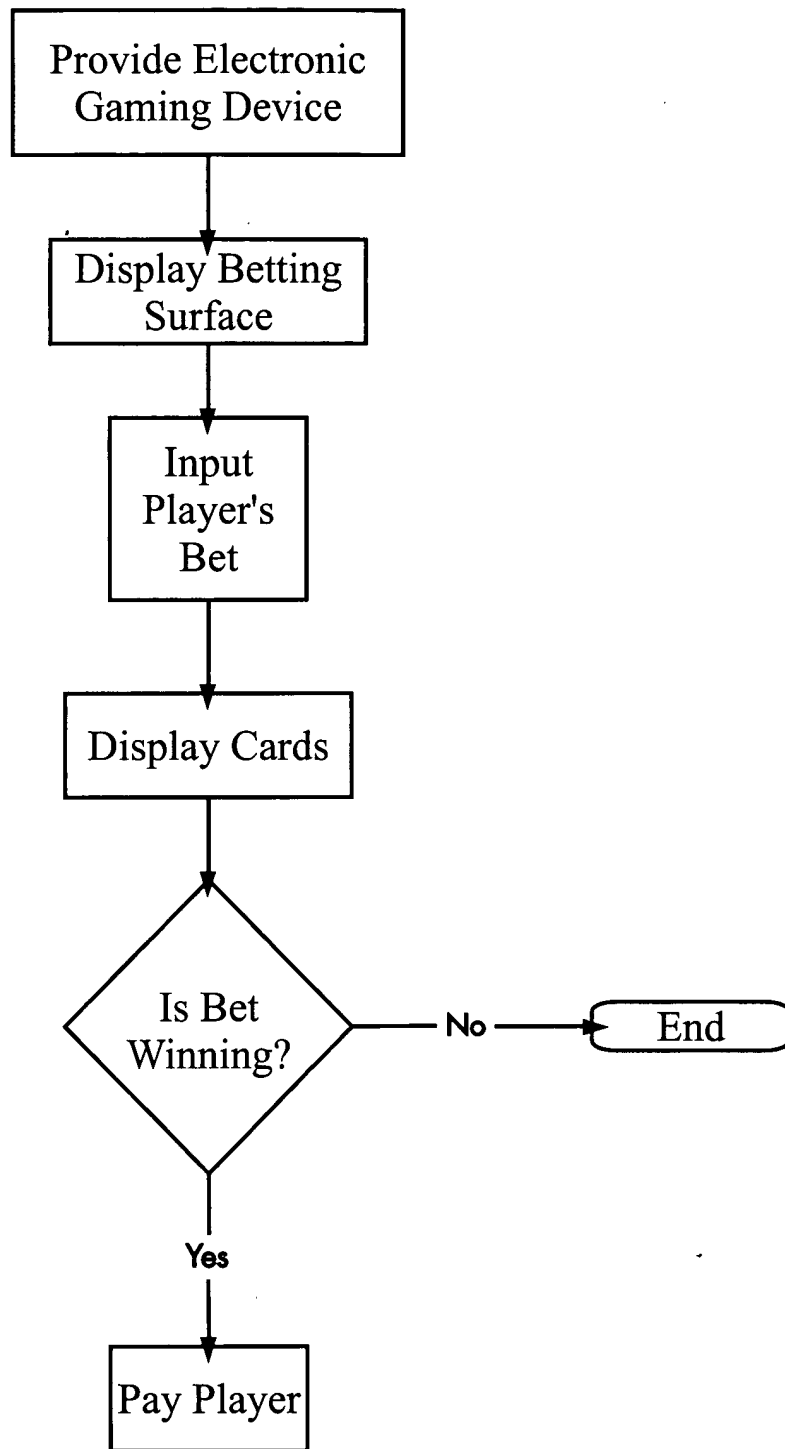 Provide Electronic
Gaming Device
Display Betting
Surface
Input
Player's
Bet
Display Cards
Is Bet
Winning?
No
End
Yes
Pay Player